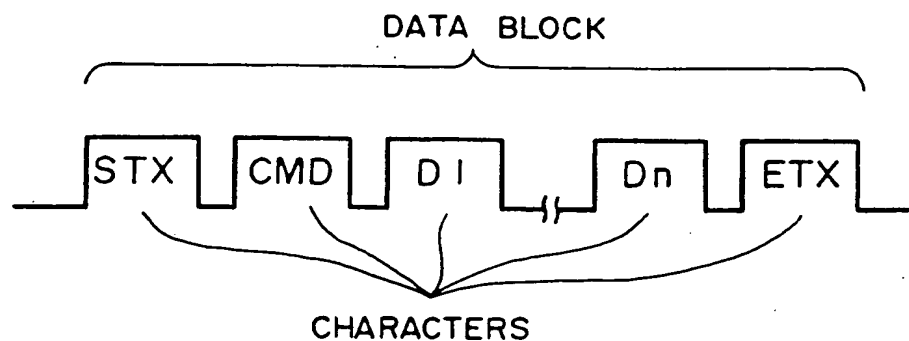 DATA BLOCK
STX CMD D1 Dn ETX
CHARACTERS